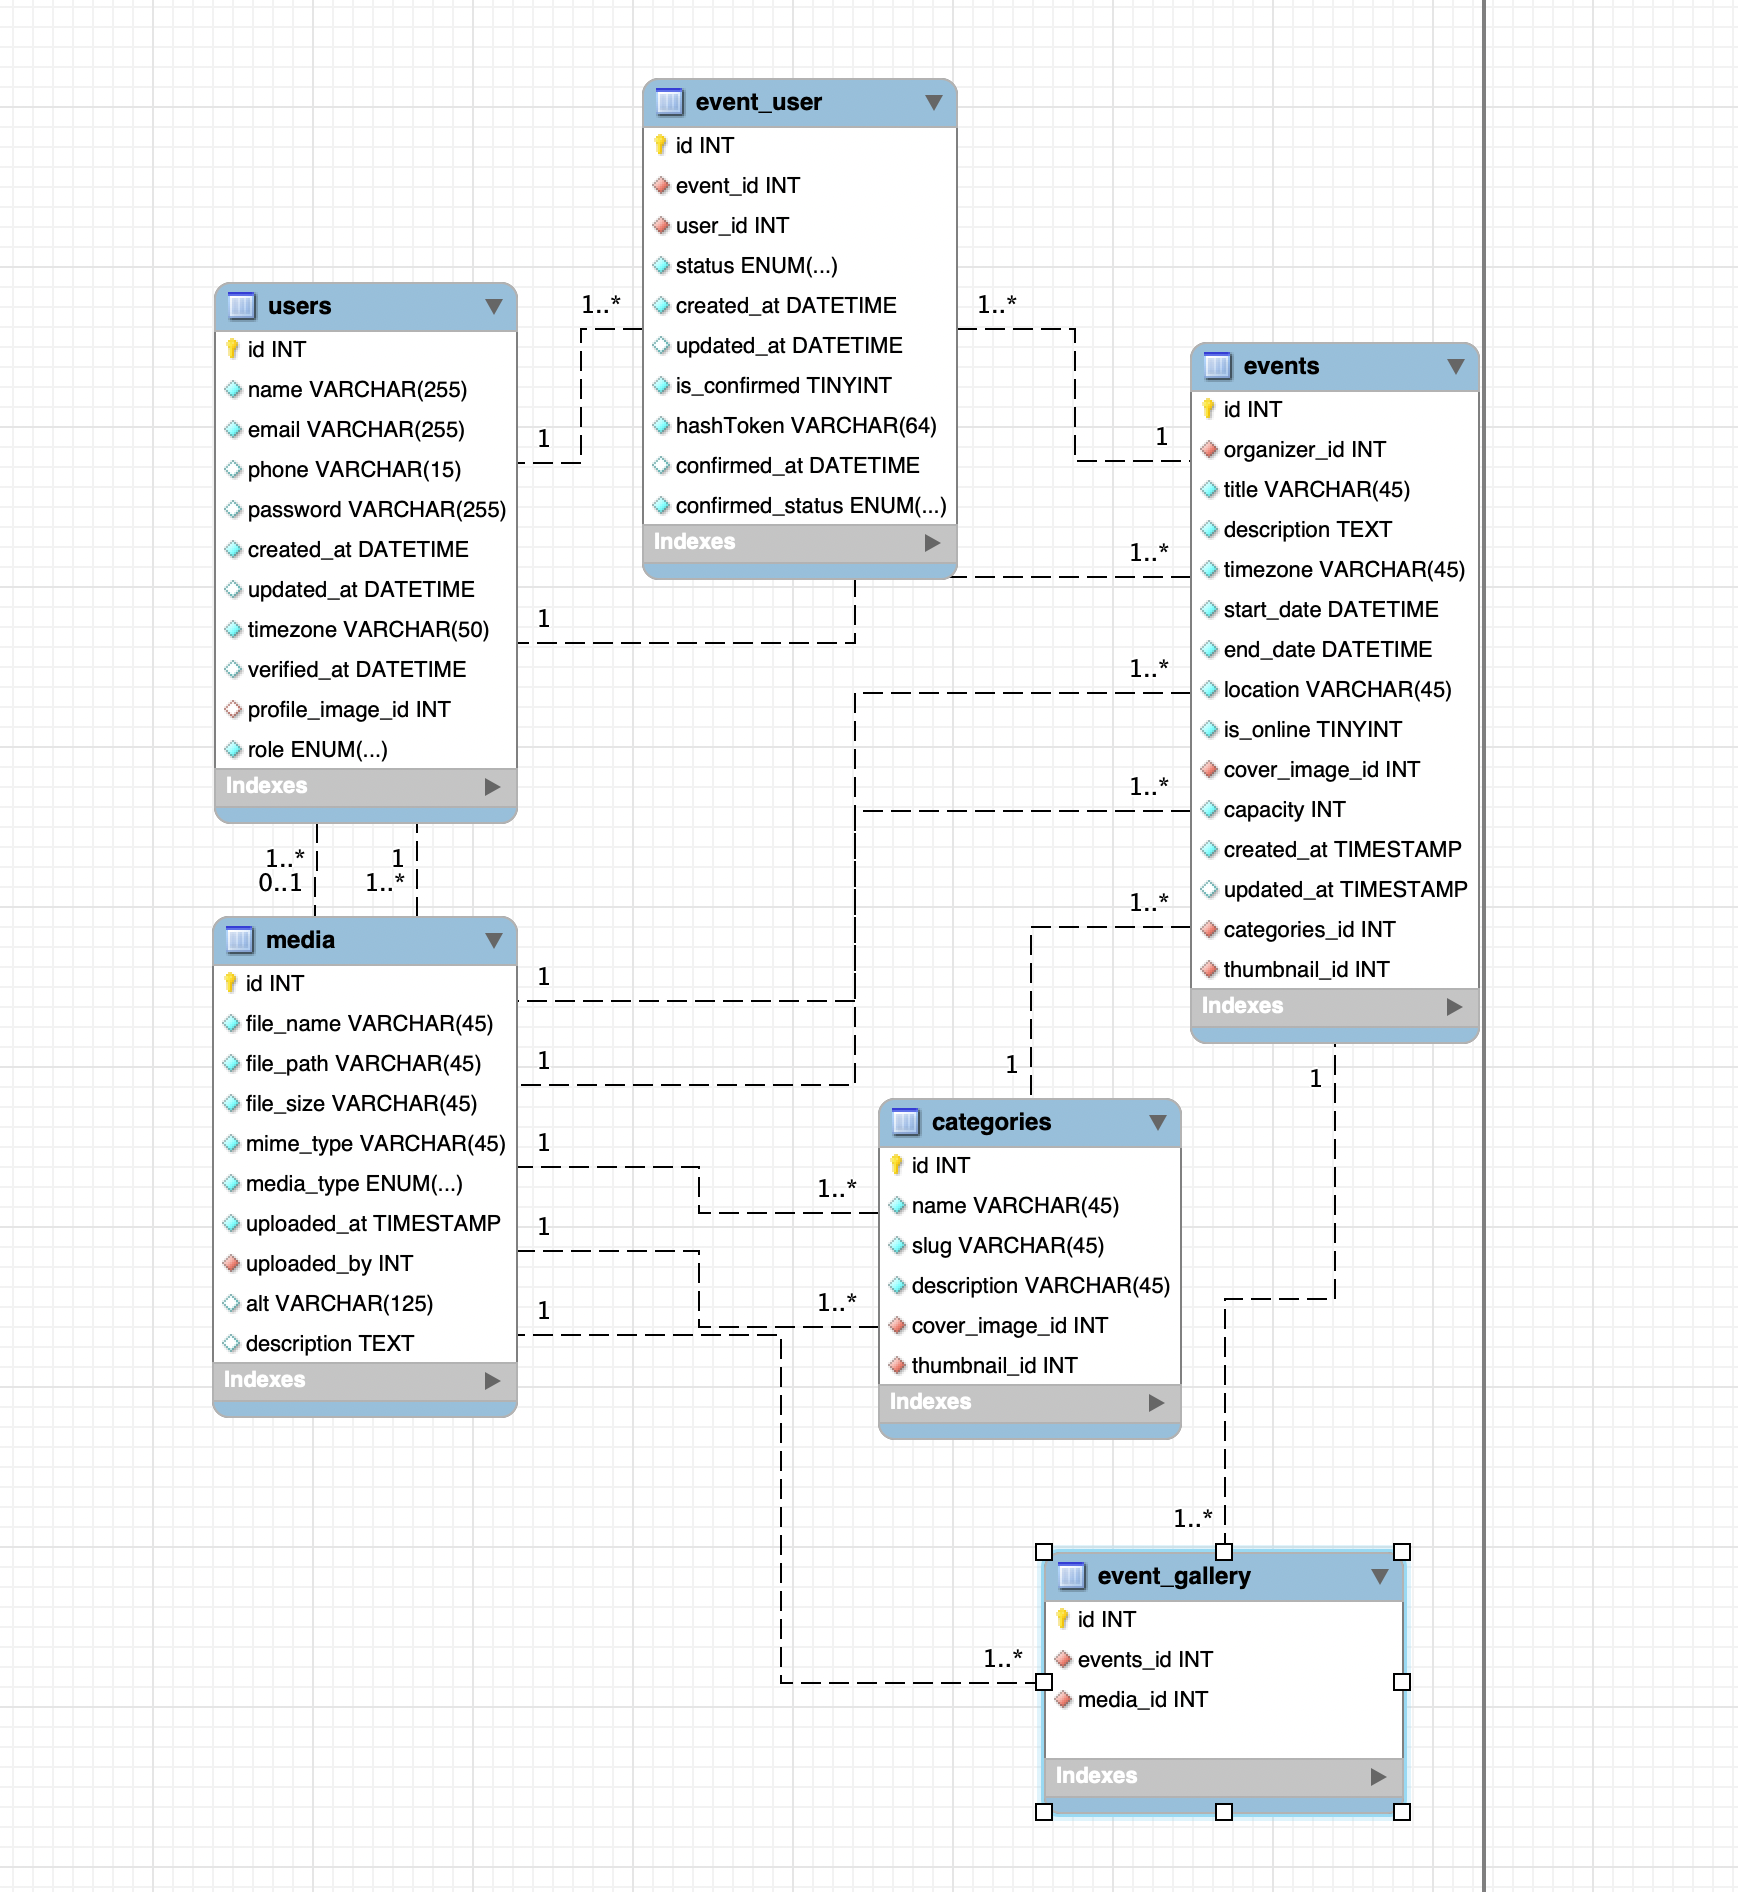 event_user
id INT
event_id INT
user_id INT
status ENUM(...)
created_at DATETIME
updated_at DATETIME
is_confirmed TINYINT
hashToken VARCHAR(64)
confirmed_at DATETIME
confirmed_status ENUM(...)
Indexes
1..*
1..*
users
id INT
name VARCHAR(255)
email VARCHAR(255)
phone VARCHAR(15)
password VARCHAR(255)
created_at DATETIME
updated_at DATETIME
timezone VARCHAR(50)
verified_at DATETIME
profile_image_id INT
role ENUM(...)
Indexes
1
1
1..*
0..1
1
1..*
events
id INT
organizer_id INT
title VARCHAR(45)
description TEXT
timezone VARCHAR(45)
start_date DATETIME
end_date DATETIME
location VARCHAR(45)
is_online TINYINT
cover_image_id INT
capacity INT
created_at TIMESTAMP
updated_at TIMESTAMP
categories_id INT
thumbnail_id INT
Indexes
1
1..*
1..*
1..*
1..*
1
media
id INT
file_name VARCHAR(45)
file_path VARCHAR(45)
file_size VARCHAR(45)
mime_type VARCHAR(45)
media_type ENUM(...)
uploaded_at TIMESTAMP
uploaded_by INT
alt VARCHAR(125)
description TEXT
Indexes
1
1
1
1
1
categories
id INT
name VARCHAR(45)
slug VARCHAR(45)
description VARCHAR(45)
cover_image_id INT
thumbnail_id INT
Indexes
1
1..*
1..*
event_gallery
id INT
events_id INT
media_id INT
Indexes
1..*
1..*